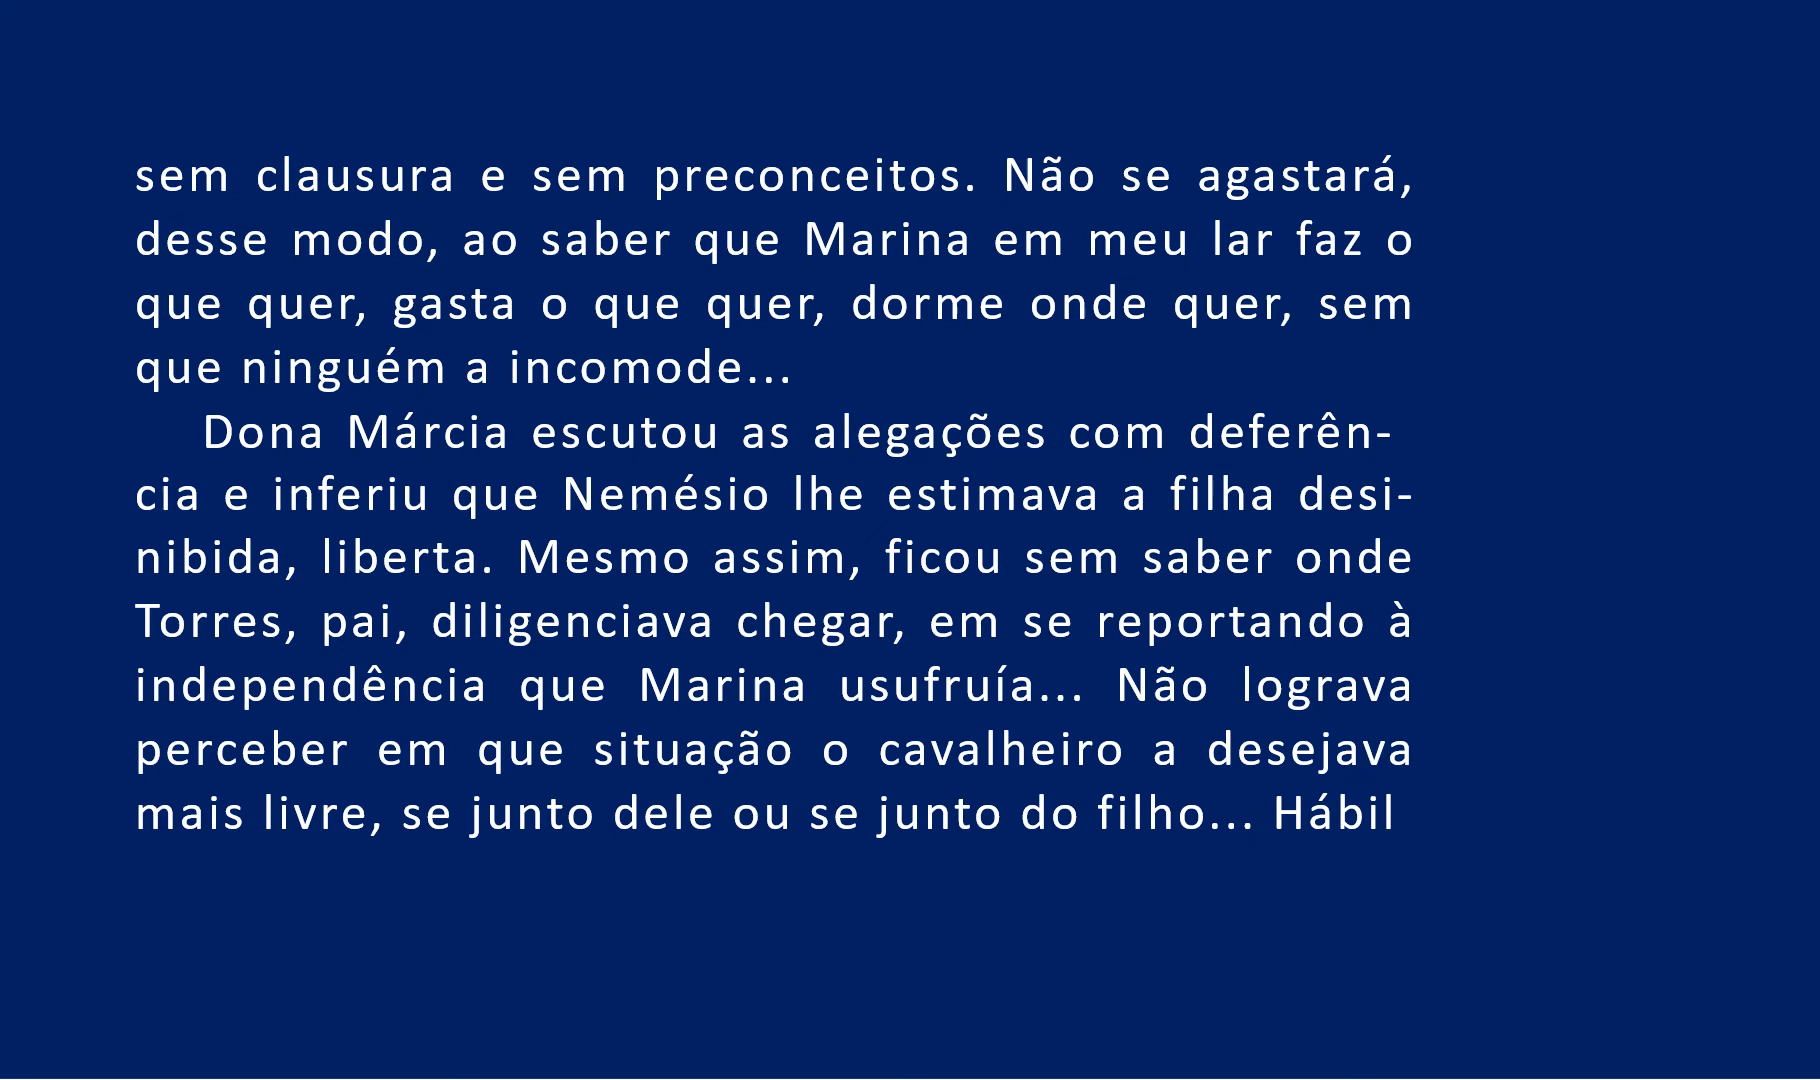 sem clausura e sem preconceitos. Não se agastará,
desse modo, ao saber que Marina em meu lar faz o
que quer, gasta o que quer, dorme onde quer, sem
que ninguém a incomode...
Dona Márcia escutou as alegações com deferên-
cia e inferiu que Nemésio lhe estimava a filha desi-
nibida, liberta. Mesmo assim, ficou sem saber onde
Torres, pai, diligenciava chegar, em se reportando à
independência que Marina usufruía... Não lograva
perceber em que situação o cavalheiro a desejava
mais livre, se junto dele ou se junto do filho... Hábil